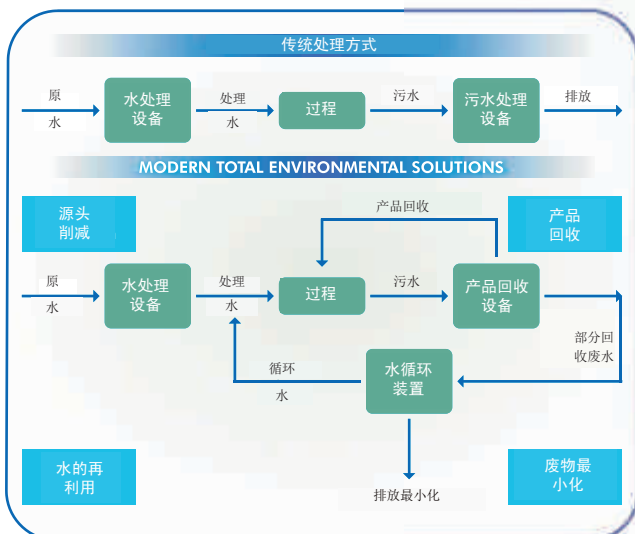 传统处理方式
原
水
水处理
设备
处理
水
过程
污水
污水处理
设备
排放
MODERN TOTAL ENVIRONMENTAL SOLUTIONS
源头
削减
产品回收
产品
回收
原
水
水处理
设备
处理
水
过程
污水
产品回收
设备
部分回
收废水
循环
水
水循环
装置
水的再
利用
排放最小化
废物最
小化